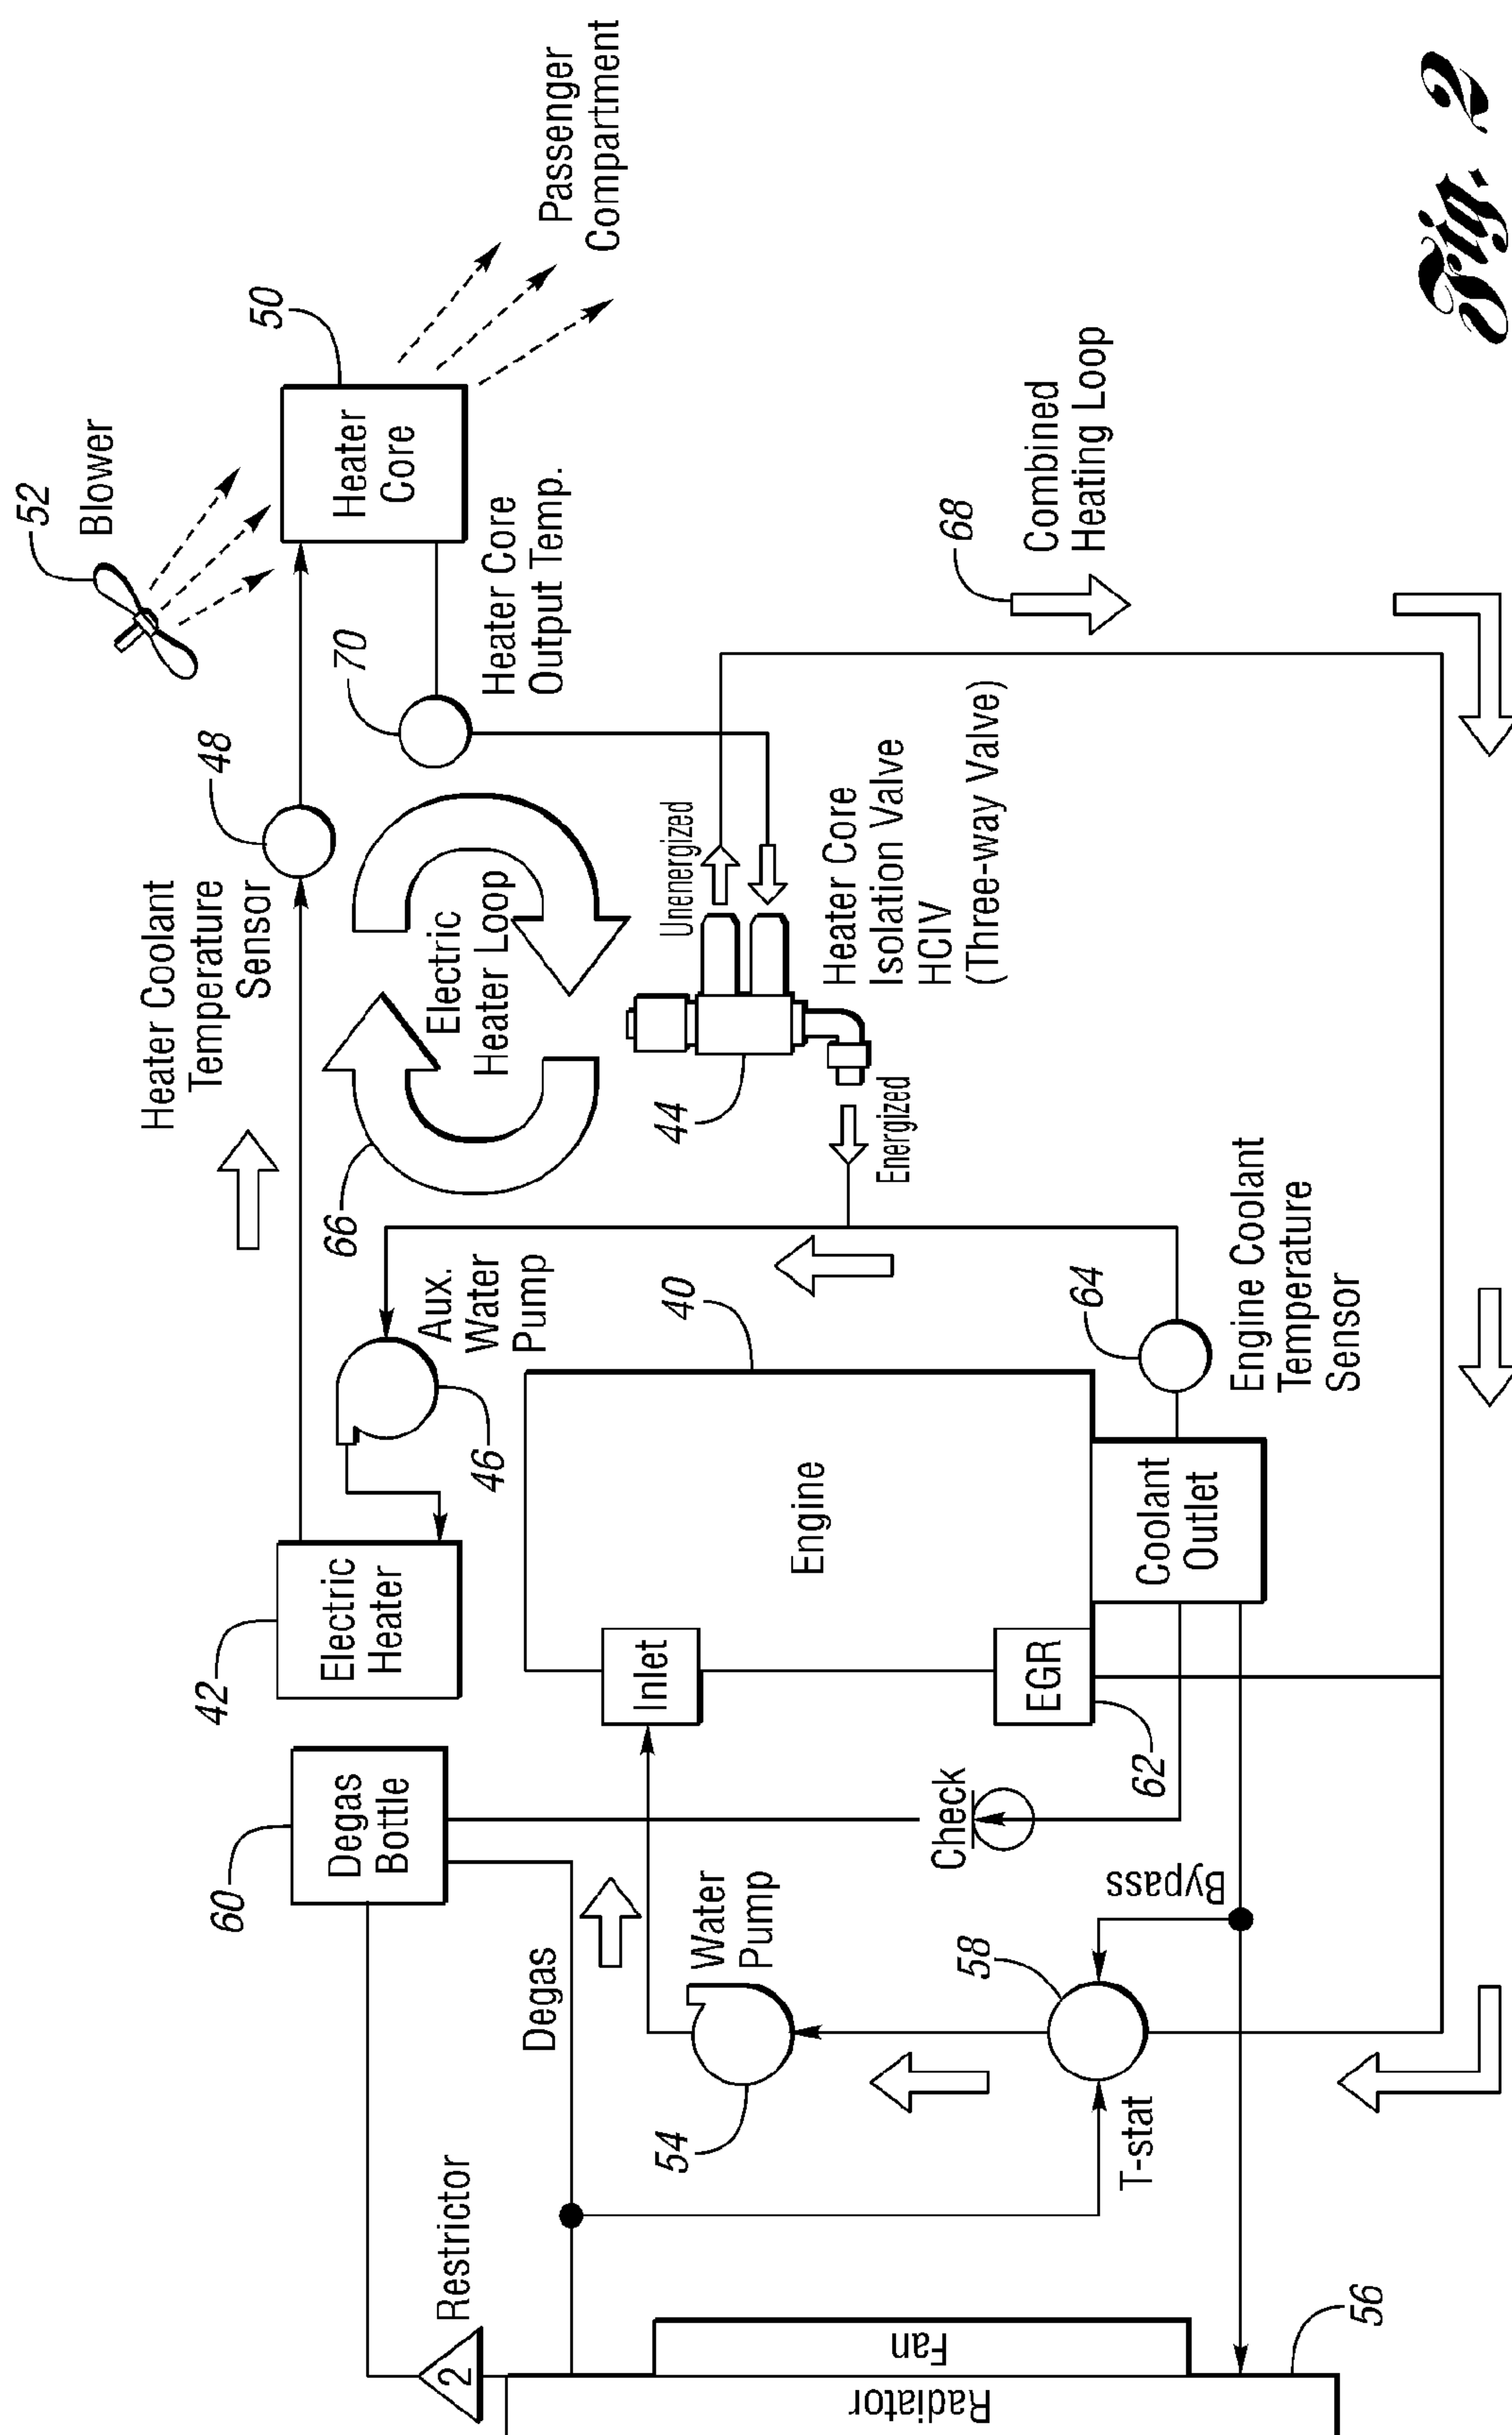 52
Blower
50
Passenger
Compartment
Heater
Core
Heater Coolant
Temperature
Sensor
48
70
Heater Core
Output Temp.
66
Electric
Heater Loop
Unenergized
44
Energized
Heater Core
Isolation Valve
HCIV
(Three-way Valve)
68
Combined
Heating Loop
42
Electric
Heater
Aux.
Water
Pump
46
60
Degas
Bottle
40
Engine
Inlet
EGR
62
Coolant
Outlet
64
Engine Coolant
Temperature
Sensor
Check
Degas
Water
Pump
54
58
Bypass
T-stat
Restrictor
2
Fan
Radiator
56
Fig. 2